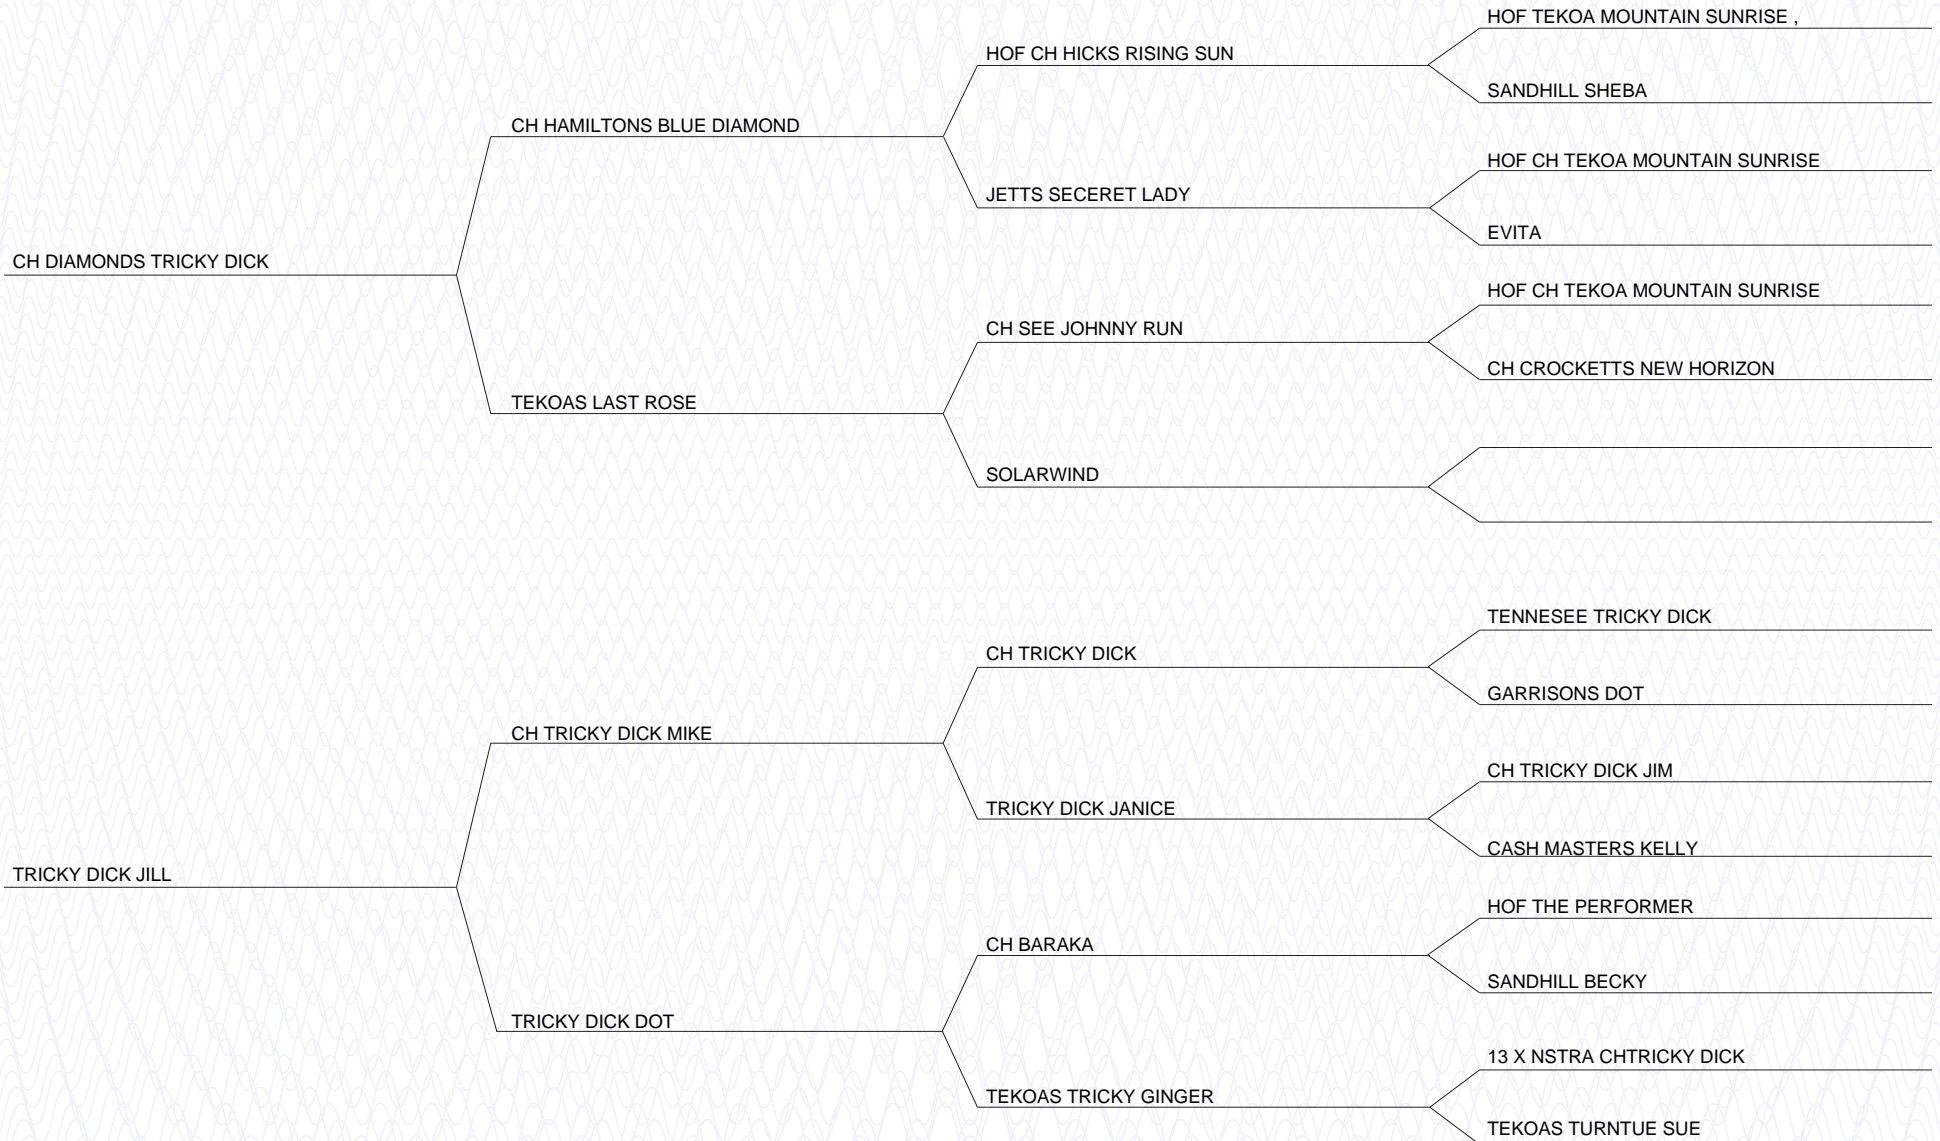 HOF TEKOA MOUNTAIN SUNRISE ,
HOF CH HICKS RISING SUN
SANDHILL SHEBA
CH HAMILTONS BLUE DIAMOND
HOF CH TEKOA MOUNTAIN SUNRISE
JETTS SECERET LADY
EVITA
CH DIAMONDS TRICKY DICK
HOF CH TEKOA MOUNTAIN SUNRISE
CH SEE JOHNNY RUN
CH CROCKETTS NEW HORIZON
TEKOAS LAST ROSE
SOLARWIND
TENNESEE TRICKY DICK
CH TRICKY DICK
GARRISONS DOT
CH TRICKY DICK MIKE
CH TRICKY DICK JIM
TRICKY DICK JANICE
CASH MASTERS KELLY
TRICKY DICK JILL
HOF THE PERFORMER
CH BARAKA
SANDHILL BECKY
TRICKY DICK DOT
13 X NSTRA CHTRICKY DICK
TEKOAS TRICKY GINGER
TEKOAS TURNTUE SUE